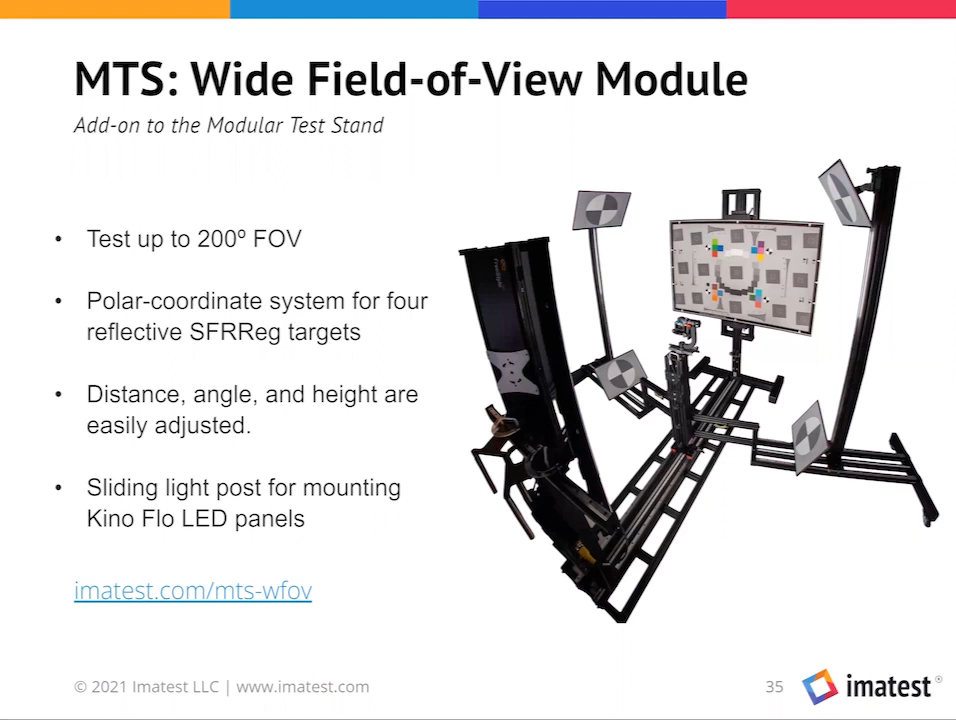 MTS: Wide Field-of-View Module
Add-on to the Modular Test Stand
• Test up to 200º FOV
• Polar-coordinate system for four
reflective SFRReg targets
• Distance, angle, and height are
easily adjusted.
• Sliding light post for mounting
Kino Flo LED panels
imatest.com/mts-wfov
© 2021 Imatest LLC | www.imatest.com
35
imatest®